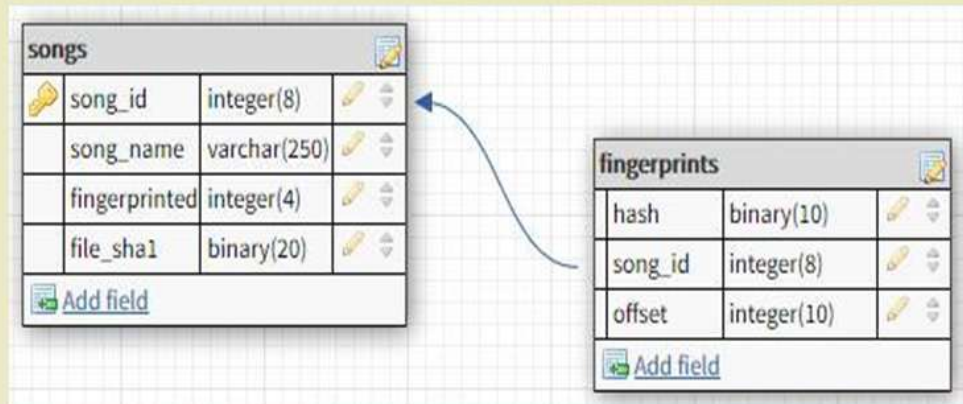 songs
song_id integer(8)
song_name varchar(250)
fingerprinted integer(4)
file_sha1 binary(20)
Add field
fingerprints
hash binary(10)
song_id integer(8)
offset integer(10)
Add field